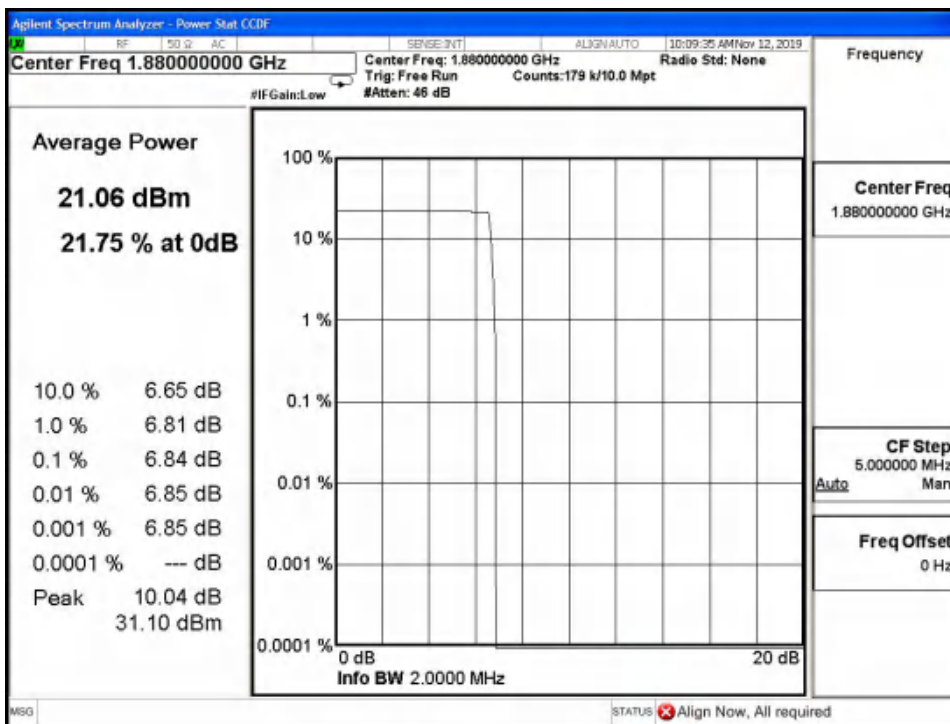 Agilent Spectrum Analyzer - Power Stat CCDF
LXI RF 50 Ω AC SENSE:INT ALIGN AUTO 10:09:35 AM Nov 12, 2019
Center Freq 1.880000000 GHz
Center Freq: 1.880000000 GHz Radio Std: None
Trig: Free Run Counts:179 k/10.0 Mpt
#IFGain:Low #Atten: 46 dB
Frequency
Average Power
21.06 dBm
21.75 % at 0dB
10.0 % 6.65 dB
1.0 % 6.81 dB
0.1 % 6.84 dB
0.01 % 6.85 dB
0.001 % 6.85 dB
0.0001 % --- dB
Peak 10.04 dB
31.10 dBm
100 %
10 %
1 %
0.1 %
0.01 %
0.001 %
0.0001 %
0 dB 20 dB
Info BW 2.0000 MHz
Center Freq
1.880000000 GHz
CF Step
5.000000 MHz
Auto Man
Freq Offset
0 Hz
MSG STATUS Align Now, All required